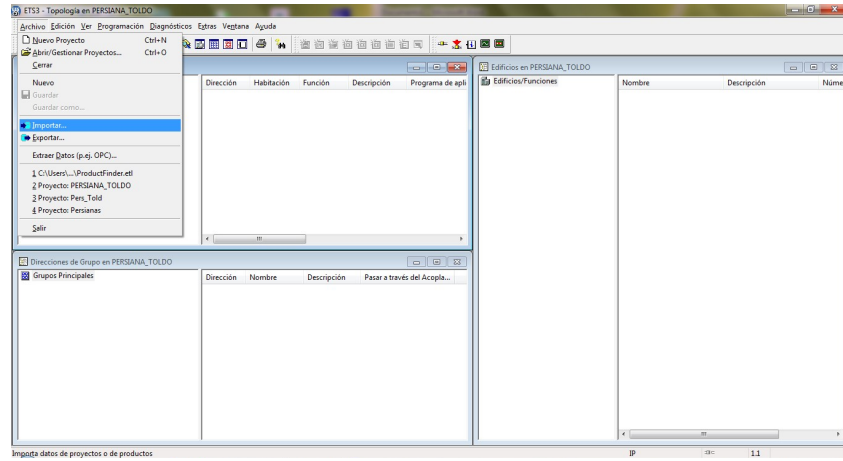 ETS3 - Topología en PERSIANA_TOLDO
Archivo Edición Ver Programación Diagnósticos Extras Ventana Ayuda
Nuevo Proyecto Ctrl+N
Abrir/Gestionar Proyectos... Ctrl+O
Cerrar
Nuevo
Guardar
Guardar como...
Importar...
Exportar...
Extraer Datos (p.ej. OPC)...
1 C:\Users\...\ProductFinder.etl
2 Proyecto: PERSIANA_TOLDO
3 Proyecto: Pers_Told
4 Proyecto: Persianas
Salir
Dirección Habitación Función Descripción Programa de apli
Edificios en PERSIANA_TOLDO
Edificios/Funciones
Nombre Descripción Núme
Direcciones de Grupo en PERSIANA_TOLDO
Grupos Principales
Dirección Nombre Descripción Pasar a través del Acopla...
Importa datos de proyectos o de productos
IP 1.1